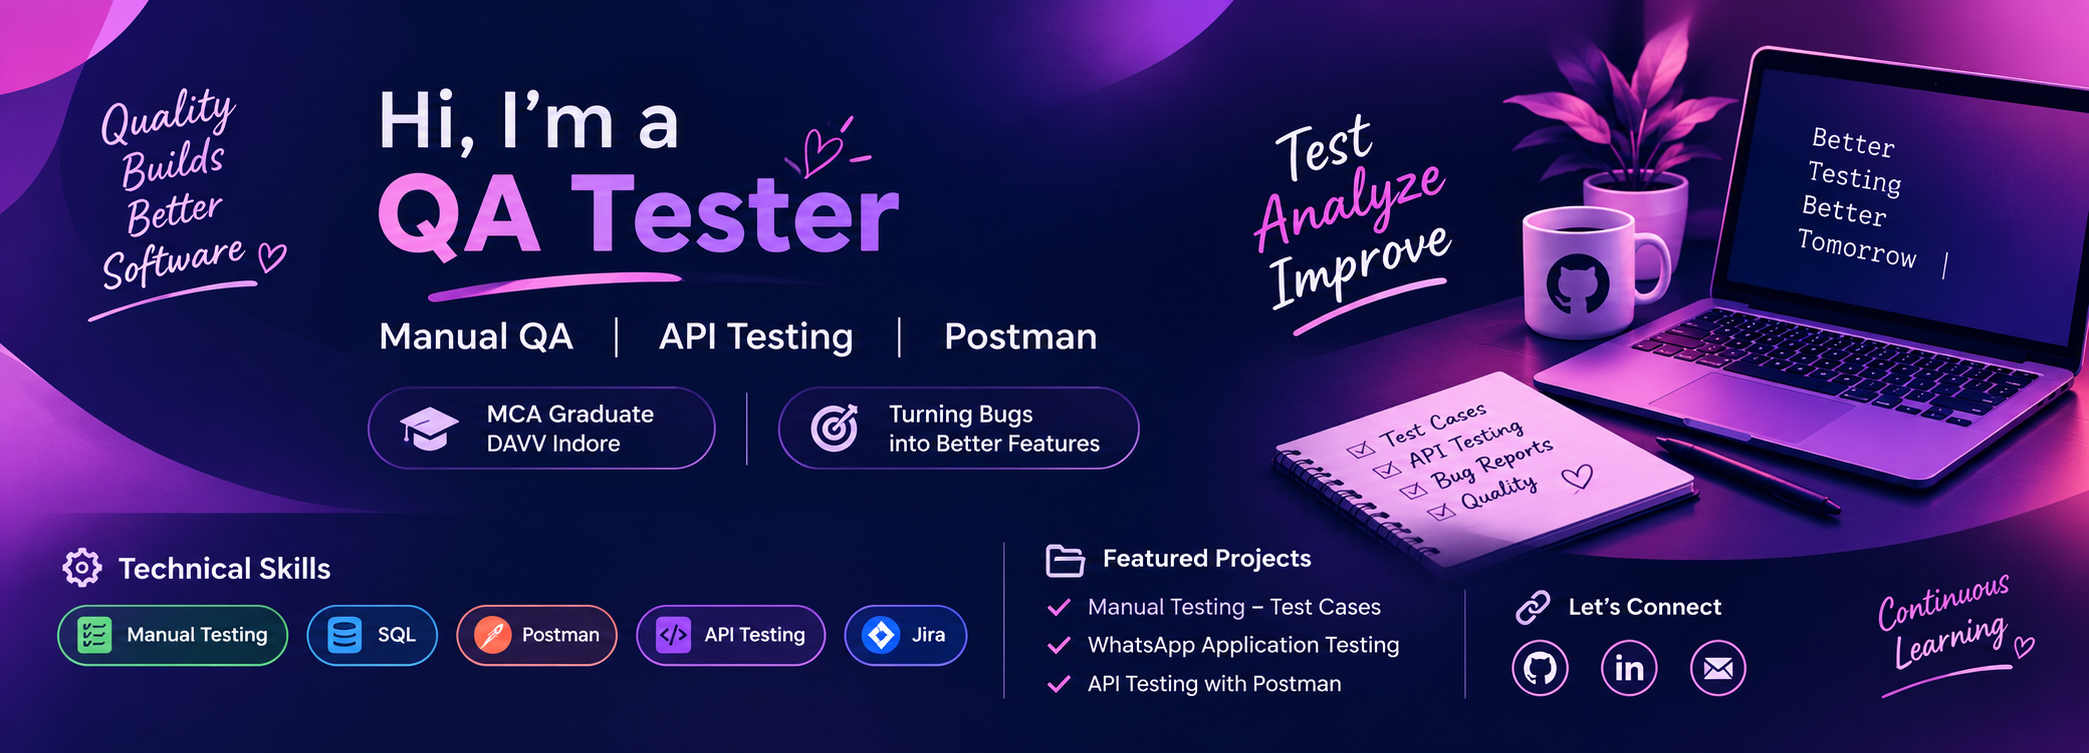 Quality
Builds
Better
Software
Hi, I'm a
QA Tester
Manual QA | API Testing | Postman
MCA Graduate
DAVV Indore
Turning Bugs
into Better Features
Test
Analyze
Improve
Better
Testing
Better
Tomorrow |
Test Cases
API Testing
Bug Reports
Quality
Technical Skills
Manual Testing
SQL
Postman
</> API Testing
Jira
Featured Projects
Manual Testing – Test Cases
WhatsApp Application Testing
API Testing with Postman
Let's Connect
in
Continuous
Learning